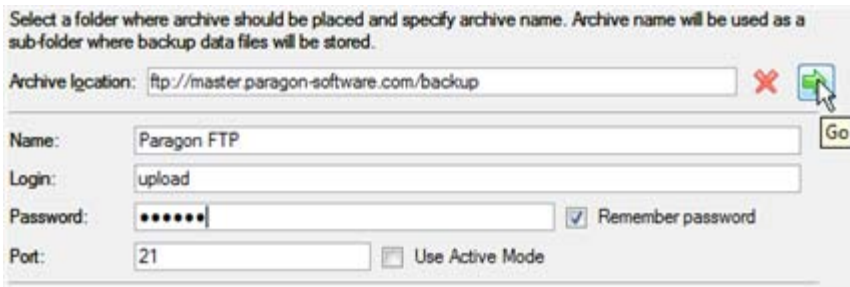 Select a folder where archive should be placed and specify archive name. Archive name will be used as a
sub-folder where backup data files will be stored.
Archive location: ftp://master.paragon-software.com/backup
Go
Name: Paragon FTP
Login: upload
Password: ●●●●●● Remember password
Port: 21 Use Active Mode